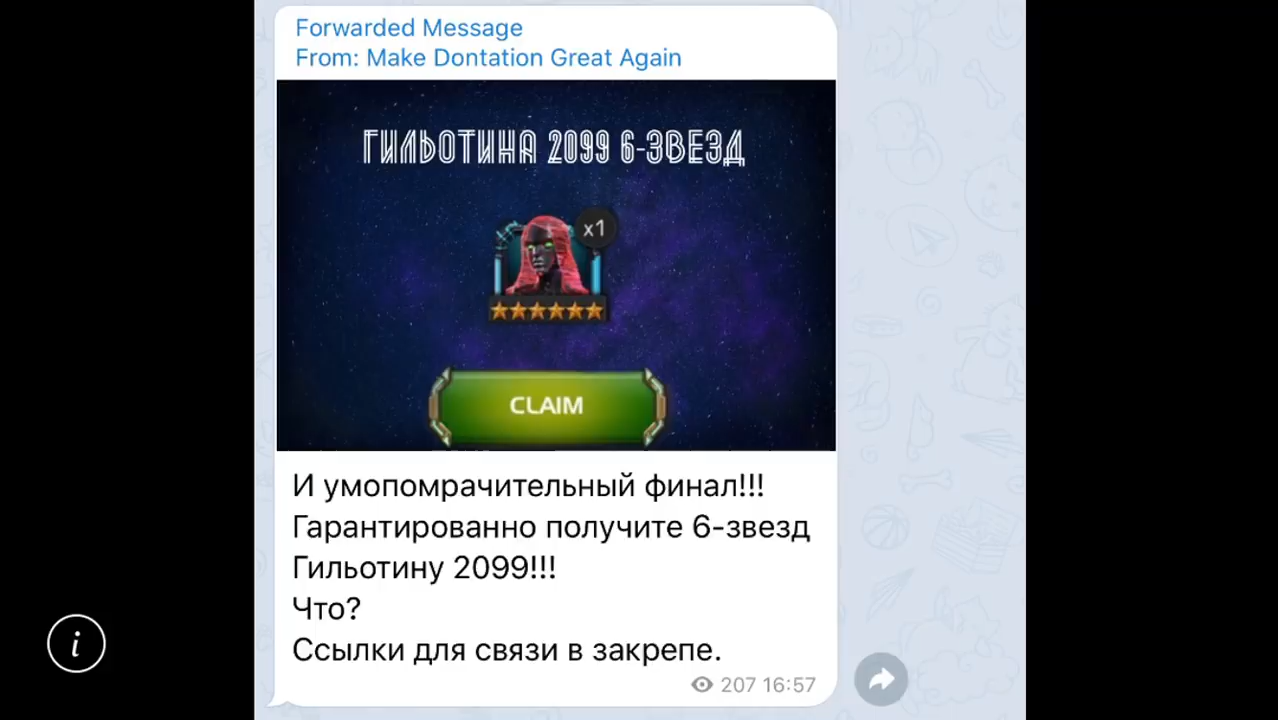 Forwarded Message
From: Make Dontation Great Again
ГИЛЬОТИНА 2099 6-ЗВЕЗД
x1
CLAIM
И умопомрачительный финал!!!
Гарантированно получите 6-звезд
Гильотину 2099!!!
Что?
Ссылки для связи в закрепе.
207 16:57
i